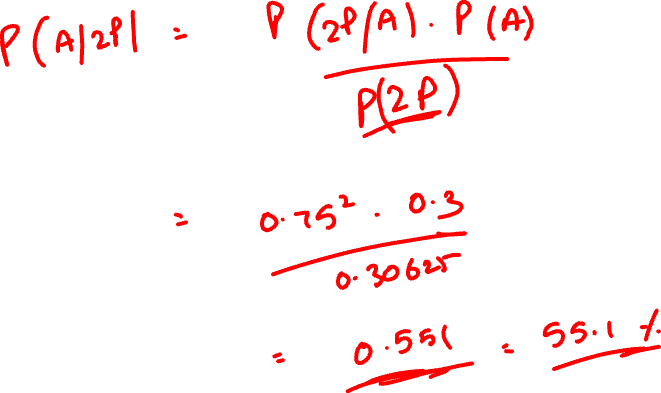 P(A|2P| = P(2P/A). P(A)
P(2P)
= 0.75². 0.3
0.30625
= 0.551 = 55.1 %